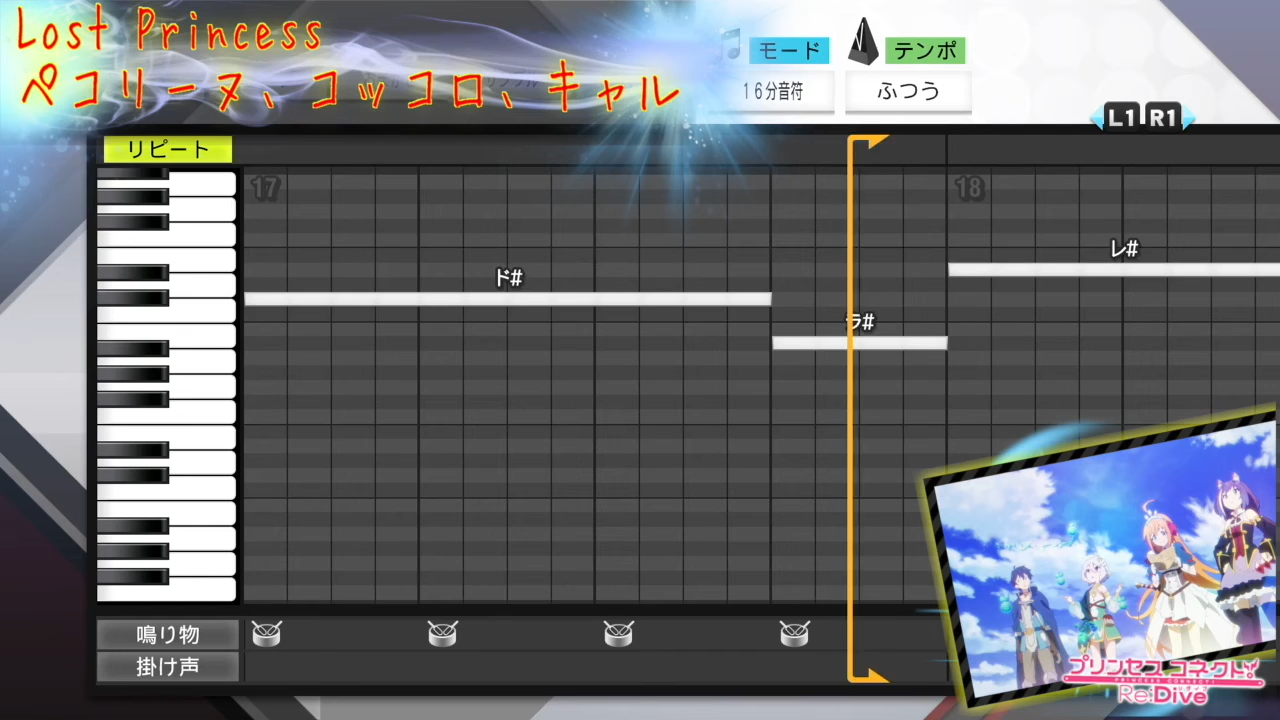 Lost Princess
ペコリーヌ、コッコロ、キャル
モード
テンポ
16分音符
ふつう
L1 R1
リピート
17
18
レ#
ド#
ラ#
鳴り物
掛け声
プリンセスコネクト!
PRINCESS CONNECT!
Re:Dive